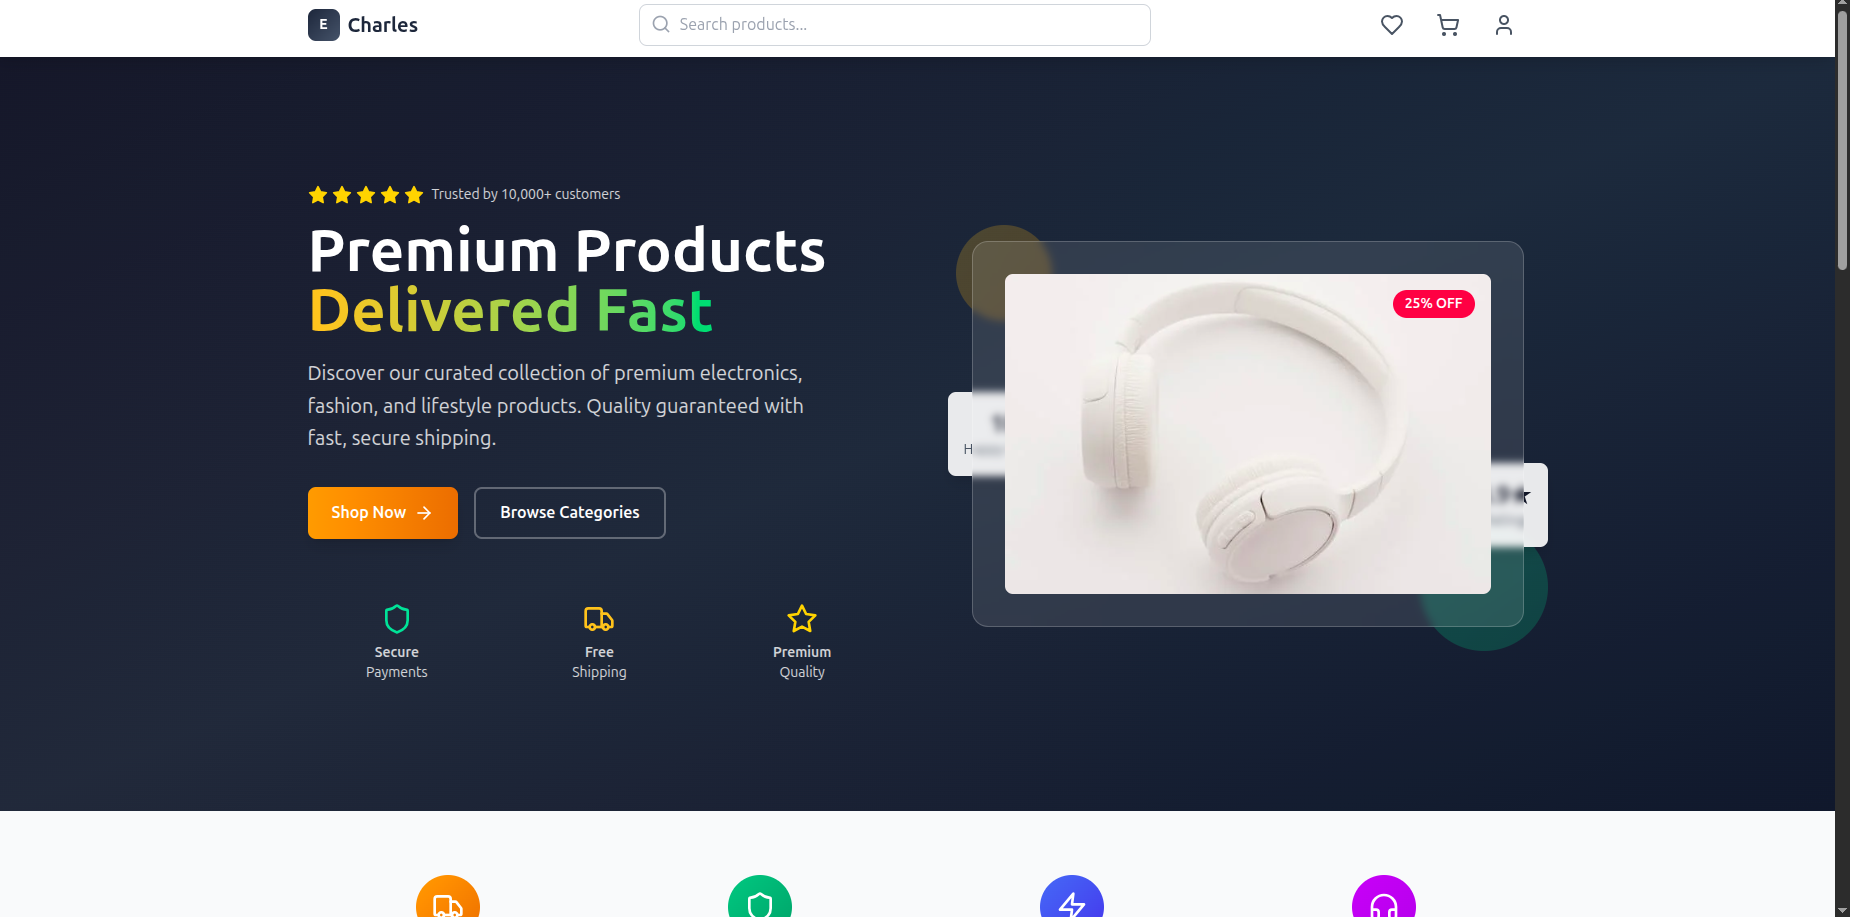 E Charles
Search products...
Trusted by 10,000+ customers
Premium Products
Delivered Fast
Discover our curated collection of premium electronics,
fashion, and lifestyle products. Quality guaranteed with
fast, secure shipping.
Shop Now
Browse Categories
25% OFF
Secure
Payments
Free
Shipping
Premium
Quality